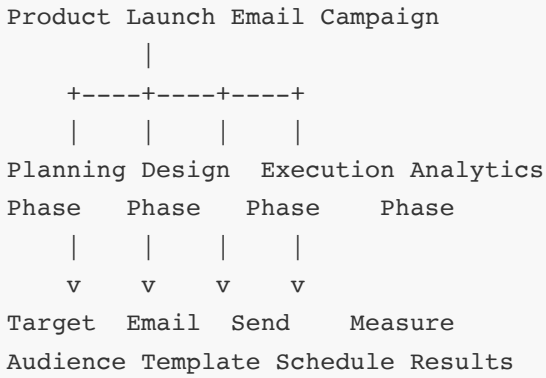 Product Launch Email Campaign
|
+----+----+----+
| | | |
Planning Design Execution Analytics
Phase Phase Phase Phase
| | | |
v v v v
Target Email Send Measure
Audience Template Schedule Results